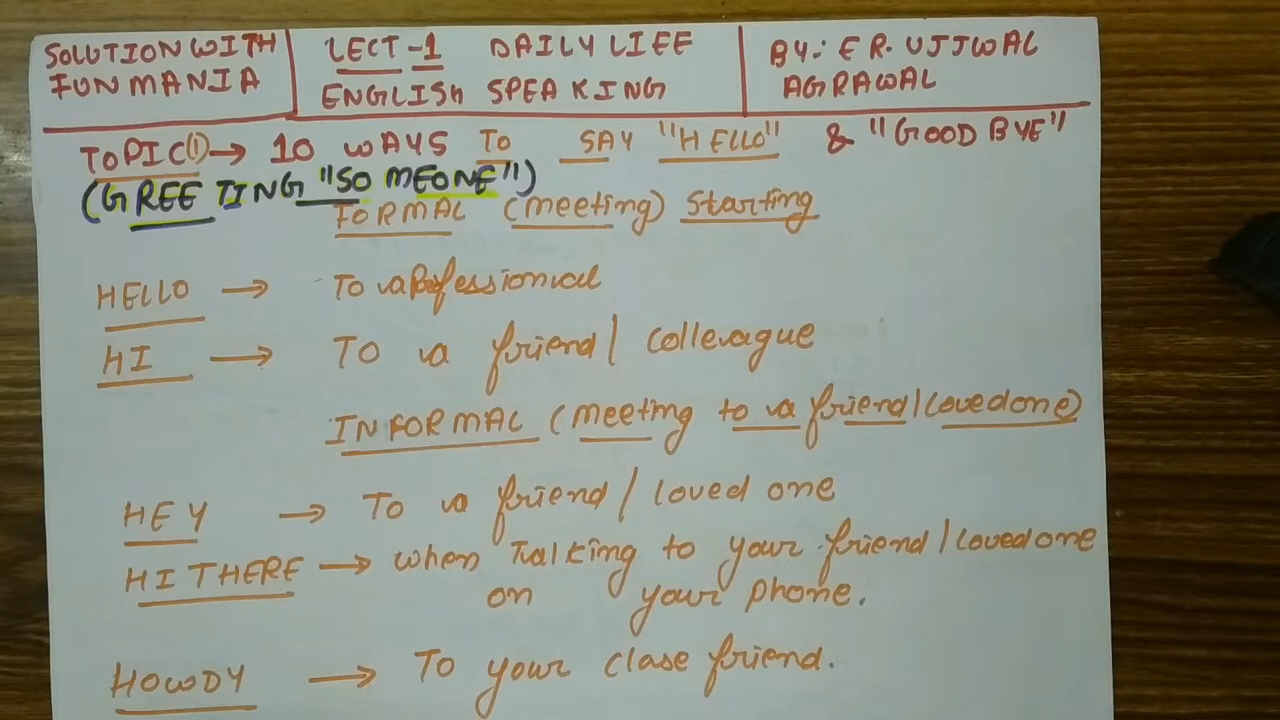 SOLUTION WITH
FUN MANIA
LECT-1 DAILY LIFE
ENGLISH SPEAKING
BY:- ER. UJJWAL
AGRAWAL
TOPIC(1)→ 10 WAYS TO SAY "HELLO" & "GOOD BYE"
(GREETING "SOMEONE")
FORMAL (meeting) starting
HELLO → To a Professional
HI → TO a friend/ colleague
INFORMAL (meeting to a friend/Loved one)
HEY → To a friend/loved one
HI THERE → when Talking to your friend/Loved one
on your phone.
HOWDY → To your clase friend.